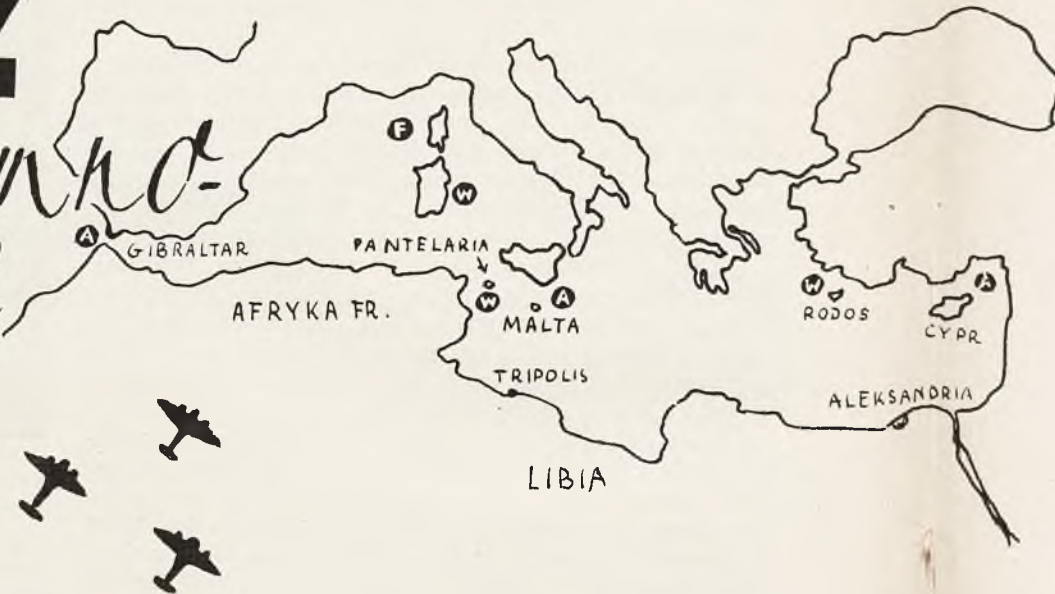 F
W
A
GIBRALTAR
PANTELARIA
AFRYKA FR.
W
A
MALTA
W
RODOS
A
CYPR
TRIPOLIS
ALEKSANDRIA
LIBIA